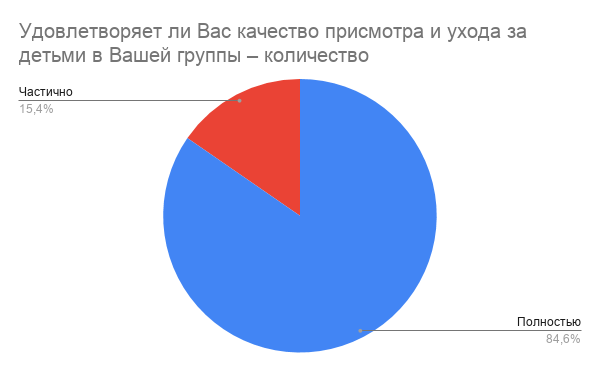 Удовлетворяет ли Вас качество присмотра и ухода за
детьми в Вашей группы – количество
Частично
15,4%
Полностью
84,6%